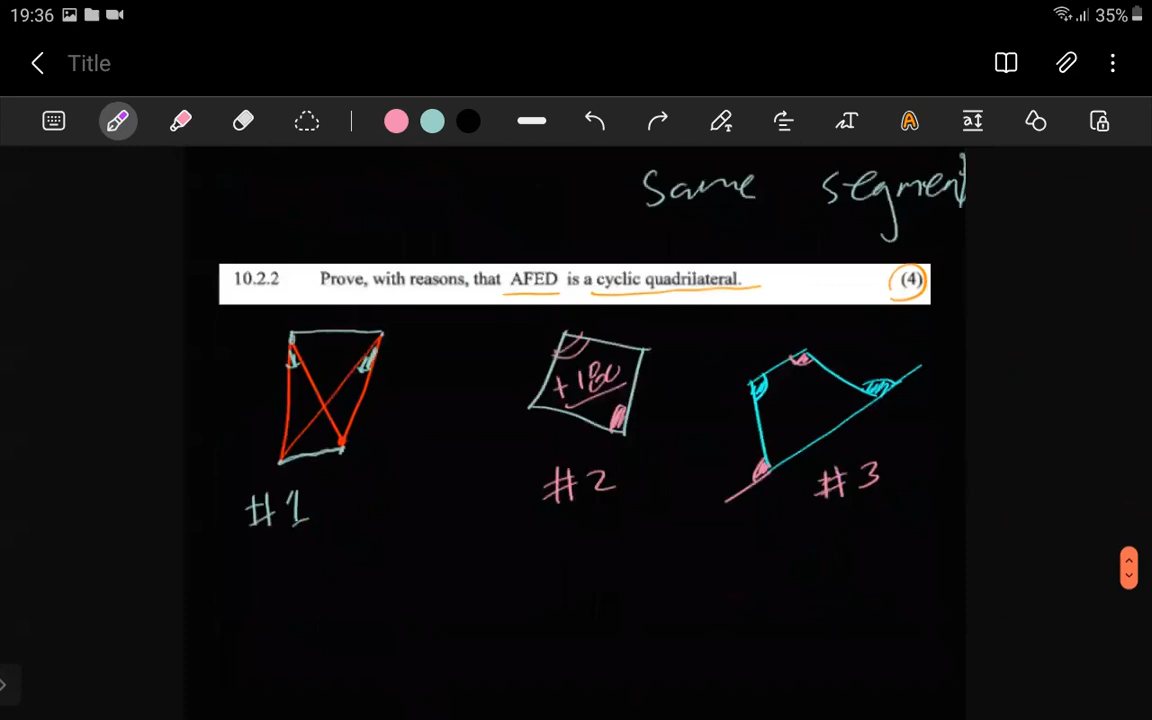 19:36 35%
Title
same segment
10.2.2 Prove, with reasons, that AFED is a cyclic quadrilateral. (4)
+180
#1 #2 #3